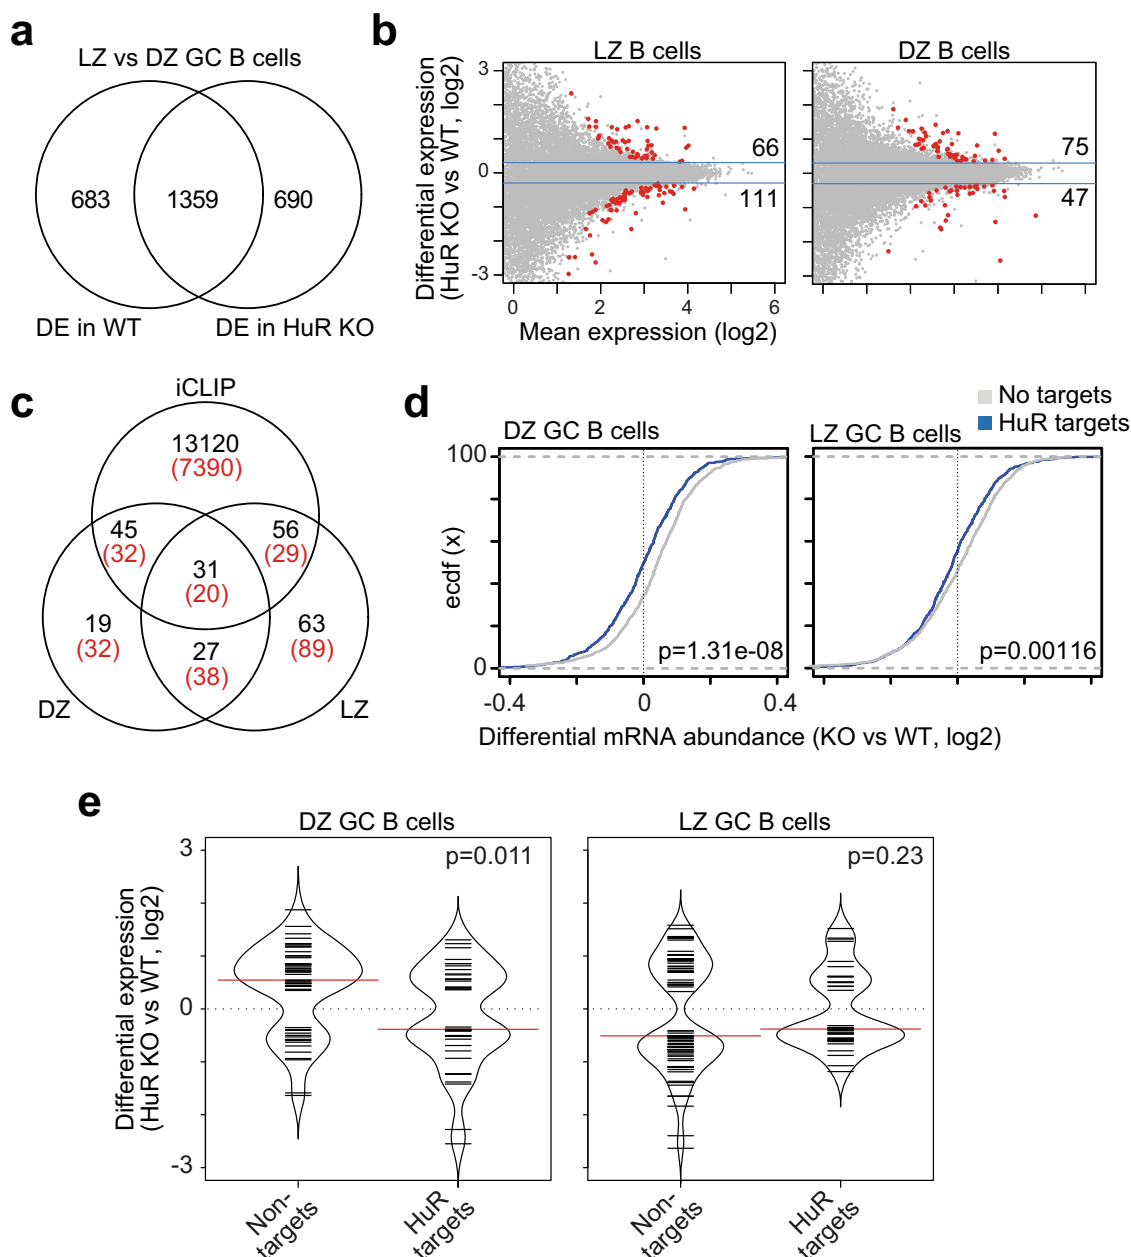 a
LZ vs DZ GC B cells
683
1359
690
DE in WT
DE in HuR KO
b
LZ B cells
DZ B cells
Differential expression
(HuR KO vs WT, log2)
3
0
-3
66
111
75
47
0
2
4
6
Mean expression (log2)
c
iCLIP
13120
(7390)
45
(32)
56
(29)
31
(20)
19
(32)
63
(89)
27
(38)
DZ
LZ
d
No targets
HuR targets
DZ GC B cells
LZ GC B cells
100
ecdf (x)
0
p=1.31e-08
p=0.00116
-0.4
0
0.4
Differential mRNA abundance (KO vs WT, log2)
e
DZ GC B cells
LZ GC B cells
Differential expression
(HuR KO vs WT, log2)
3
0
-3
p=0.011
p=0.23
Non-
targets
HuR
targets
Non-
targets
HuR
targets